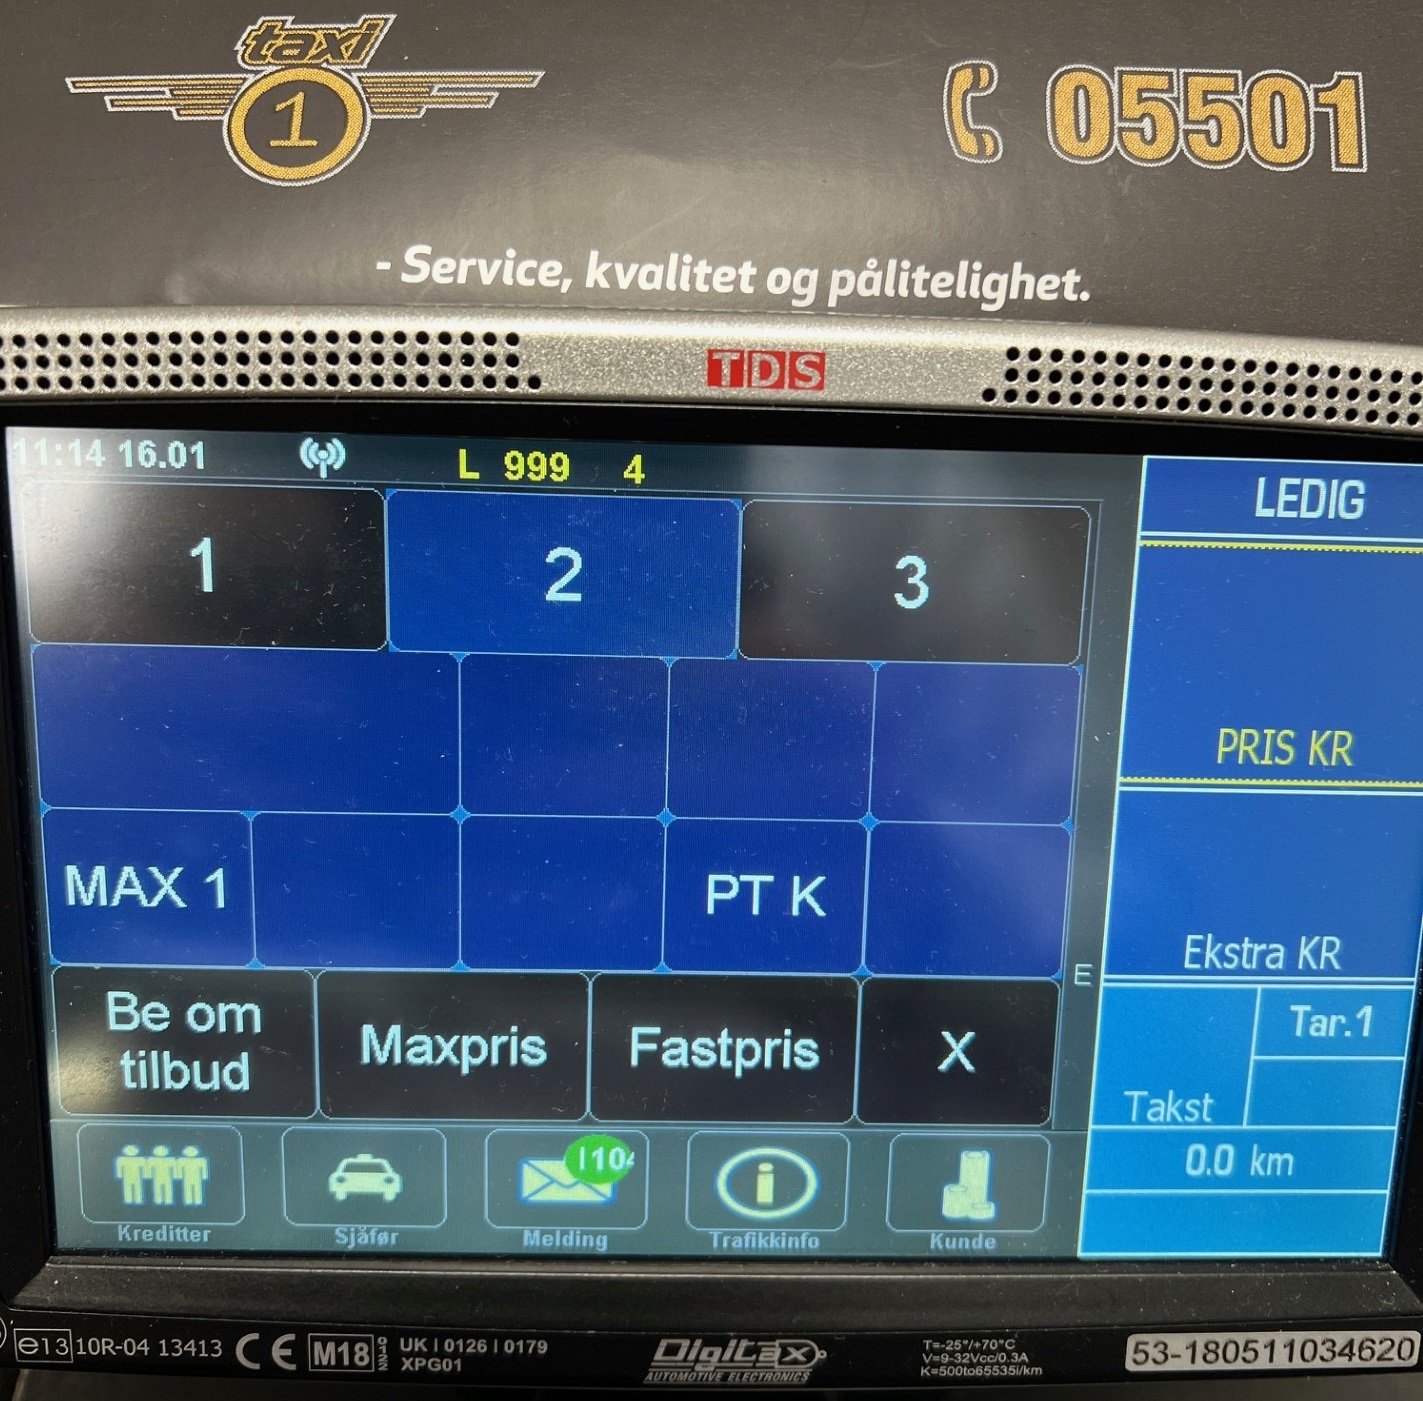 taxi
1
05501
- Service, kvalitet og pålitelighet.
TDS
11:14 16.01
L 999 4
LEDIG
1
2
3
PRIS KR
MAX 1
PT K
Ekstra KR
E
Be om
tilbud
Maxpris
Fastpris
X
Tar.1
Takst
0.0 km
110
Kreditter
Sjåfør
Melding
Trafikkinfo
Kunde
e13 10R-04 13413
CE
M18
UK | 0126 | 0179
XPG01
Digitax
AUTOMOTIVE ELECTRONICS
T=-25°/+70°C
V=9-32Vcc/0.3A
K=500to65535i/km
53-180511034620